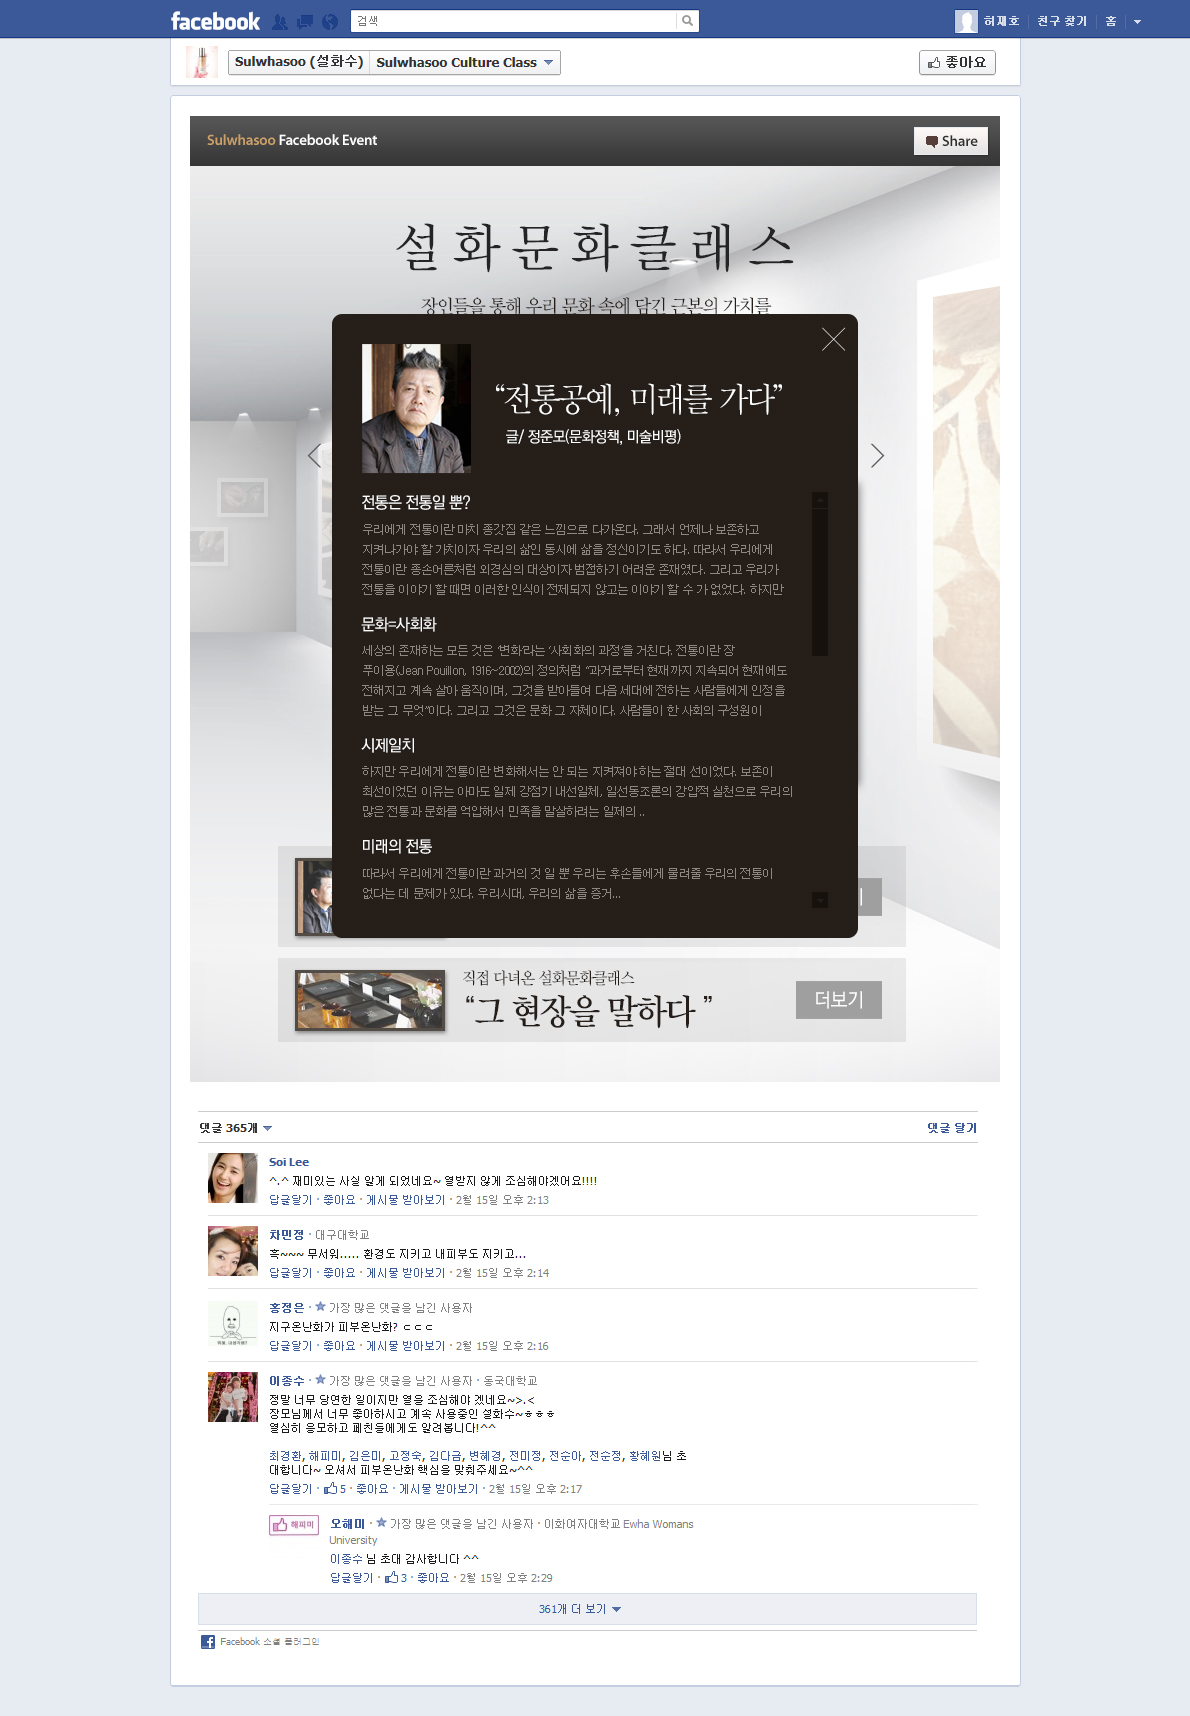 facebook
검색
허재호
친구 찾기
홈
Sulwhasoo (설화수)
Sulwhasoo Culture Class
좋아요
Sulwhasoo Facebook Event
Share
설화문화클래스
장인들을 통해 우리 문화 속에 담긴 근본의 가치를
“전통공예, 미래를 가다”
글/ 정준모(문화정책, 미술비평)
전통은 전통일 뿐?
우리에게 전통이란 마치 종갓집 같은 느낌으로 다가온다. 그래서 언제나 보존하고
지켜나가야 할 가치이자 우리의 삶인 동시에 삶을 정신이기도 하다. 따라서 우리에게
전통이란 종손어른처럼 외경심의 대상이자 범접하기 어려운 존재였다. 그리고 우리가
전통을 이야기 할 때면 이러한 인식이 전제되지 않고는 이야기 할 수 가 없었다. 하지만
문화=사회화
세상의 존재하는 모든 것은 '변화'라는 '사회화의 과정'을 거친다. 전통이란 장
푸이용(Jean Pouillon, 1916~2002)의 정의처럼 "과거로부터 현재까지 지속되어 현재에도
전해지고 계속 살아 움직이며, 그것을 받아들여 다음 세대에 전하는 사람들에게 인정을
받는 그 무엇"이다. 그리고 그것은 문화 그 자체이다. 사람들이 한 사회의 구성원이
시제일치
하지만 우리에게 전통이란 변화해서는 안 되는 지켜져야 하는 절대 선이었다. 보존이
최선이었던 이유는 아마도 일제 강점기 내선일체, 일선동조론의 강압적 실천으로 우리의
많은 전통과 문화를 억압해서 민족을 말살하려는 일제의 ..
미래의 전통
따라서 우리에게 전통이란 과거의 것 일 뿐 우리는 후손들에게 물려줄 우리의 전통이
없다는 데 문제가 있다. 우리시대, 우리의 삶을 증거...
직접 다녀온 설화문화클래스
“그 현장을 말하다 ”
더보기
댓글 365개
댓글 달기
Soi Lee
^.^ 재미있는 사실 알게 되었네요~ 열받지 않게 조심해야겠어요!!!!
답글달기 · 좋아요 · 게시물 받아보기 · 2월 15일 오후 2:13
차민정 · 대구대학교
혹~~~ 무서워..... 환경도 지키고 내피부도 지키고...
답글달기 · 좋아요 · 게시물 받아보기 · 2월 15일 오후 2:14
홍정은 · 가장 많은 댓글을 남긴 사용자
지구온난화가 피부온난화? ㄷㄷㄷ
답글달기 · 좋아요 · 게시물 받아보기 · 2월 15일 오후 2:16
이종수 · 가장 많은 댓글을 남긴 사용자 · 동국대학교
정말 너무 당연한 일이지만 열을 조심해야 겠네요~>.<
장모님께서 너무 좋아하시고 계속 사용중인 설화수~ㅎㅎㅎ
열심히 응모하고 페친등에게도 알려봅니다!^^
최경환, 해피미, 김은미, 고정숙, 김다금, 변혜경, 전미정, 전순아, 전순정, 황혜원님 초
대합니다~ 오셔서 피부온난화 핵심을 맞춰주세요~^^
답글달기 · 5 · 좋아요 · 게시물 받아보기 · 2월 15일 오후 2:17
해피미
오해미 · 가장 많은 댓글을 남긴 사용자 · 이화여자대학교 Ewha Womans
University
이종수 님 초대 감사합니다 ^^
답글달기 · 3 · 좋아요 · 2월 15일 오후 2:29
361개 더 보기
Facebook 소셜 플러그인